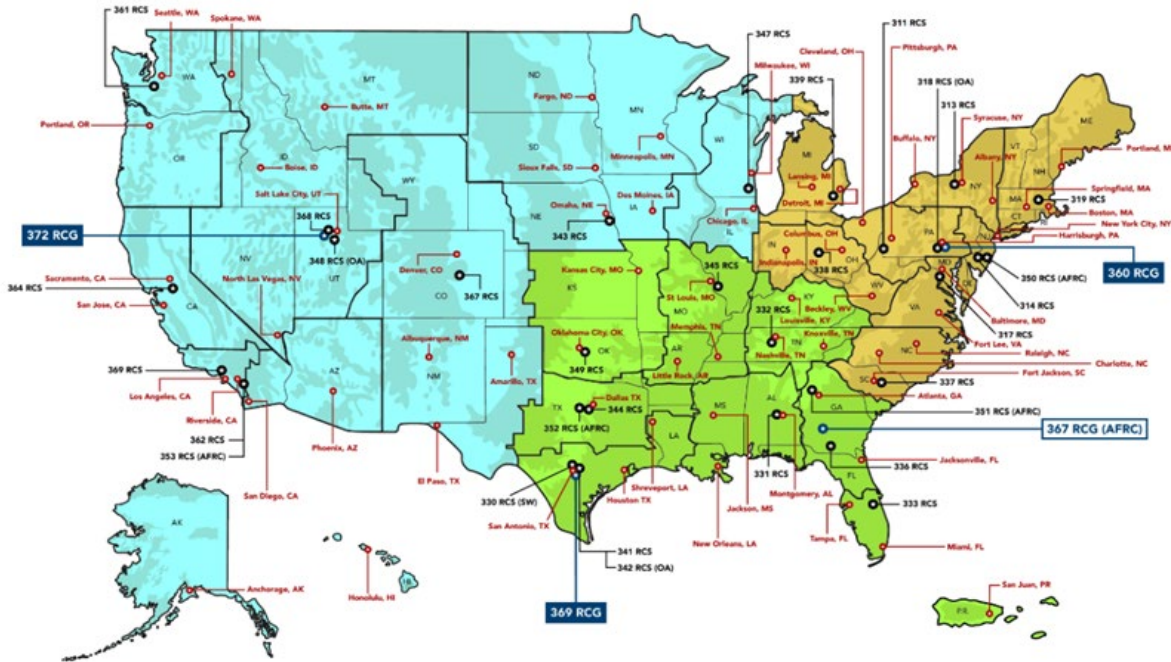 361 RCS
Seattle, WA
Spokane, WA
347 RCS
Cleveland, OH
311 RCS
Milwaukee, WI
Pittsburgh, PA
339 RCS
318 RCS (OA)
313 RCS
Syracuse, NY
Buffalo, NY
Albany, NY
Portland, M
WA
MT
ND
MN
WI
MI
ME
VT
NH
NY
MA
CT
RI
Butte, MT
Fargo, ND
Portland, OR
OR
ID
Boise, ID
SD
Sioux Falls, SD
Minneapolis, MN
Lansing, MI
Detroit, MI
Springfield, MA
319 RCS
Boston, MA
New York City, NY
Harrisburg, PA
Salt Lake City, UT
WY
Omaha, NE
Des Moines, IA
NE
IA
Chicago, IL
IL
Columbus, OH
IN
OH
PA
NJ
368 RCS
372 RCG
348 RCS (OA)
343 RCS
Indianapolis, IN
338 RCS
360 RCG
350 RCS (AFRC)
314 RCS
Sacramento, CA
364 RCS
San Jose, CA
North Las Vegas, NV
NV
UT
CA
Denver, CO
CO
367 RCS
Kansas City, MO
KS
345 RCS
St Louis, MO
MO
KY
Beckley, WV
WV
MD
DE
VA
Baltimore, MD
317 RCS
332 RCS
Louisville, KY
Knoxville, TN
Memphis, TN
TN
Nashville, TN
Fort Lee, VA
Raleigh, NC
NC
Charlotte, NC
Fort Jackson, SC
SC
337 RCS
Albuquerque, NM
NM
Oklahoma City, OK
OK
349 RCS
AR
Little Rock, AR
Amarillo, TX
AZ
369 RCS
Los Angeles, CA
Riverside, CA
362 RCS
353 RCS (AFRC)
San Diego, CA
Phoenix, AZ
El Paso, TX
TX
Dallas TX
344 RCS
352 RCS (AFRC)
LA
MS
AL
GA
Atlanta, GA
351 RCS (AFRC)
367 RCG (AFRC)
336 RCS
Jacksonville, FL
FL
333 RCS
331 RCS
Montgomery, AL
Tampa, FL
Jackson, MS
Miami, FL
330 RCS (SW)
San Antonio, TX
Houston TX
Shreveport, LA
New Orleans, LA
341 RCS
342 RCS (OA)
369 RCG
AK
Anchorage, AK
Honolulu, HI
HI
San Juan, PR
P.R.